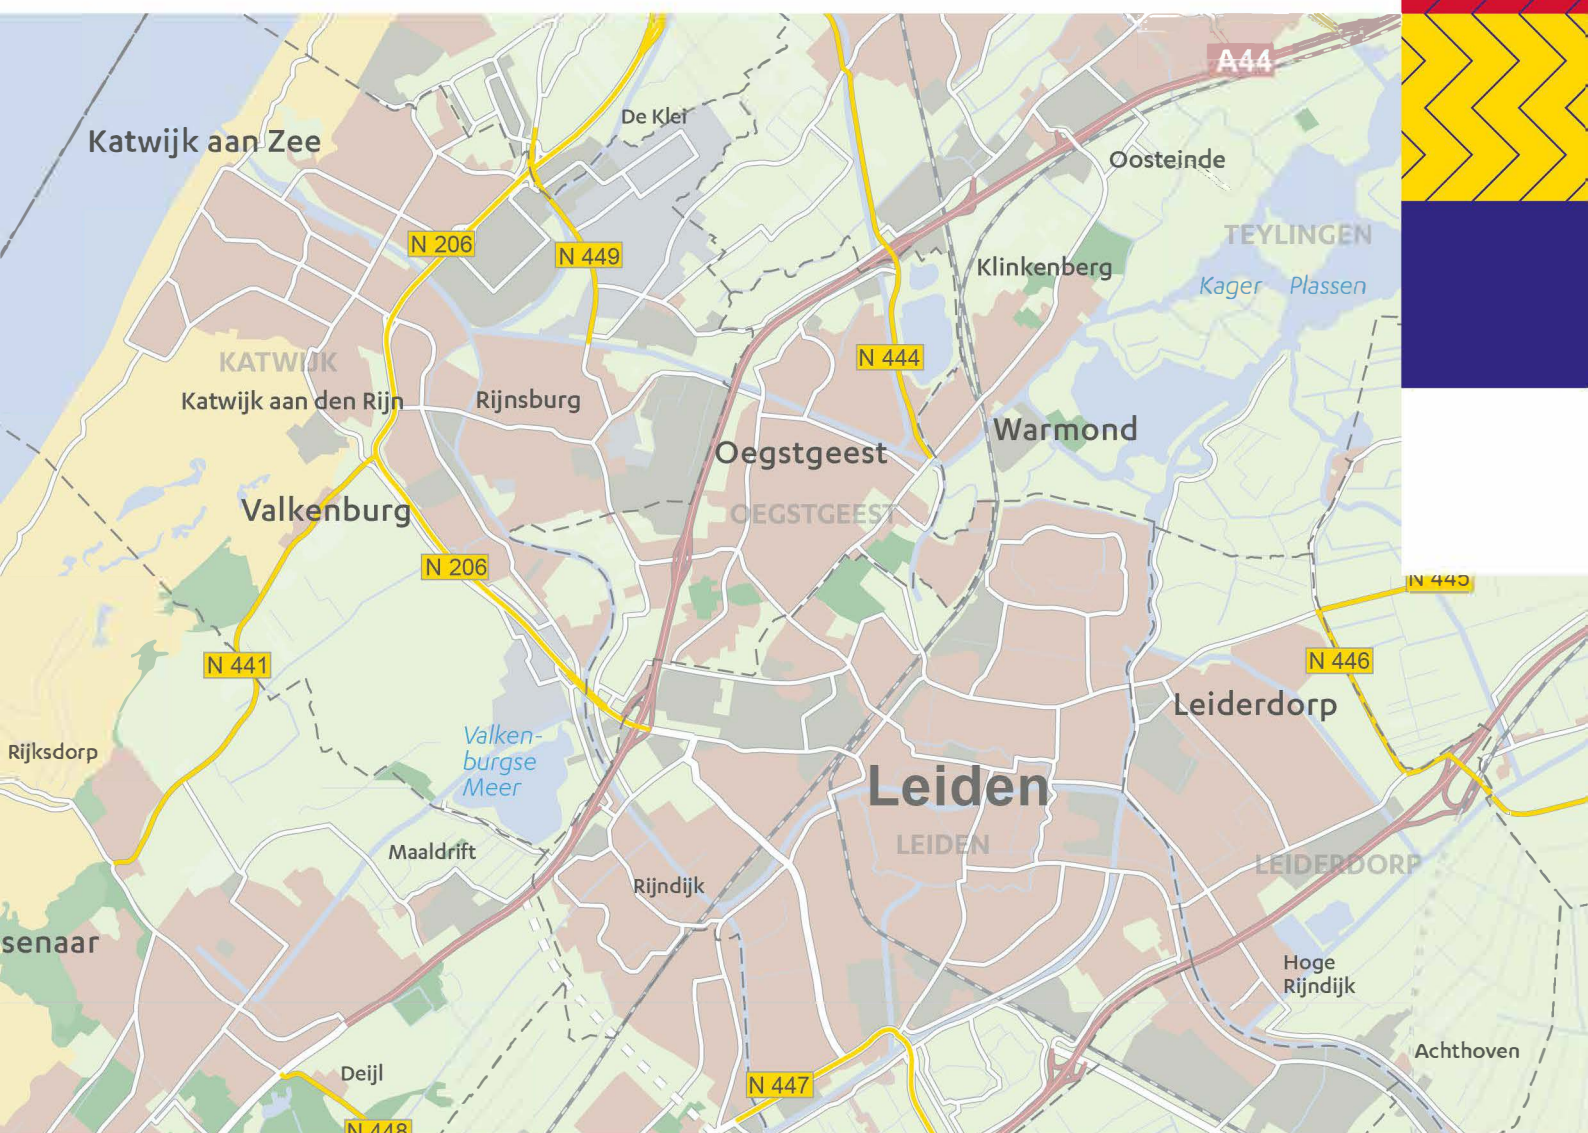 A44
De Klei
Katwijk aan Zee
Oosteinde
TEYLINGEN
N 206
N 449
Klinkenberg
Kager Plassen
KATWIJK
N 444
Katwijk aan den Rijn
Rijnsburg
Warmond
Oegstgeest
Valkenburg
OEGSTGEEST
N 206
N 445
N 441
N 446
Leiderdorp
Rijksdorp
Valken-
burgse
Meer
Leiden
LEIDEN
Maaldrift
LEIDERDORP
Rijndijk
senaar
Hoge
Rijndijk
Achthoven
Deijl
N 447
N 448